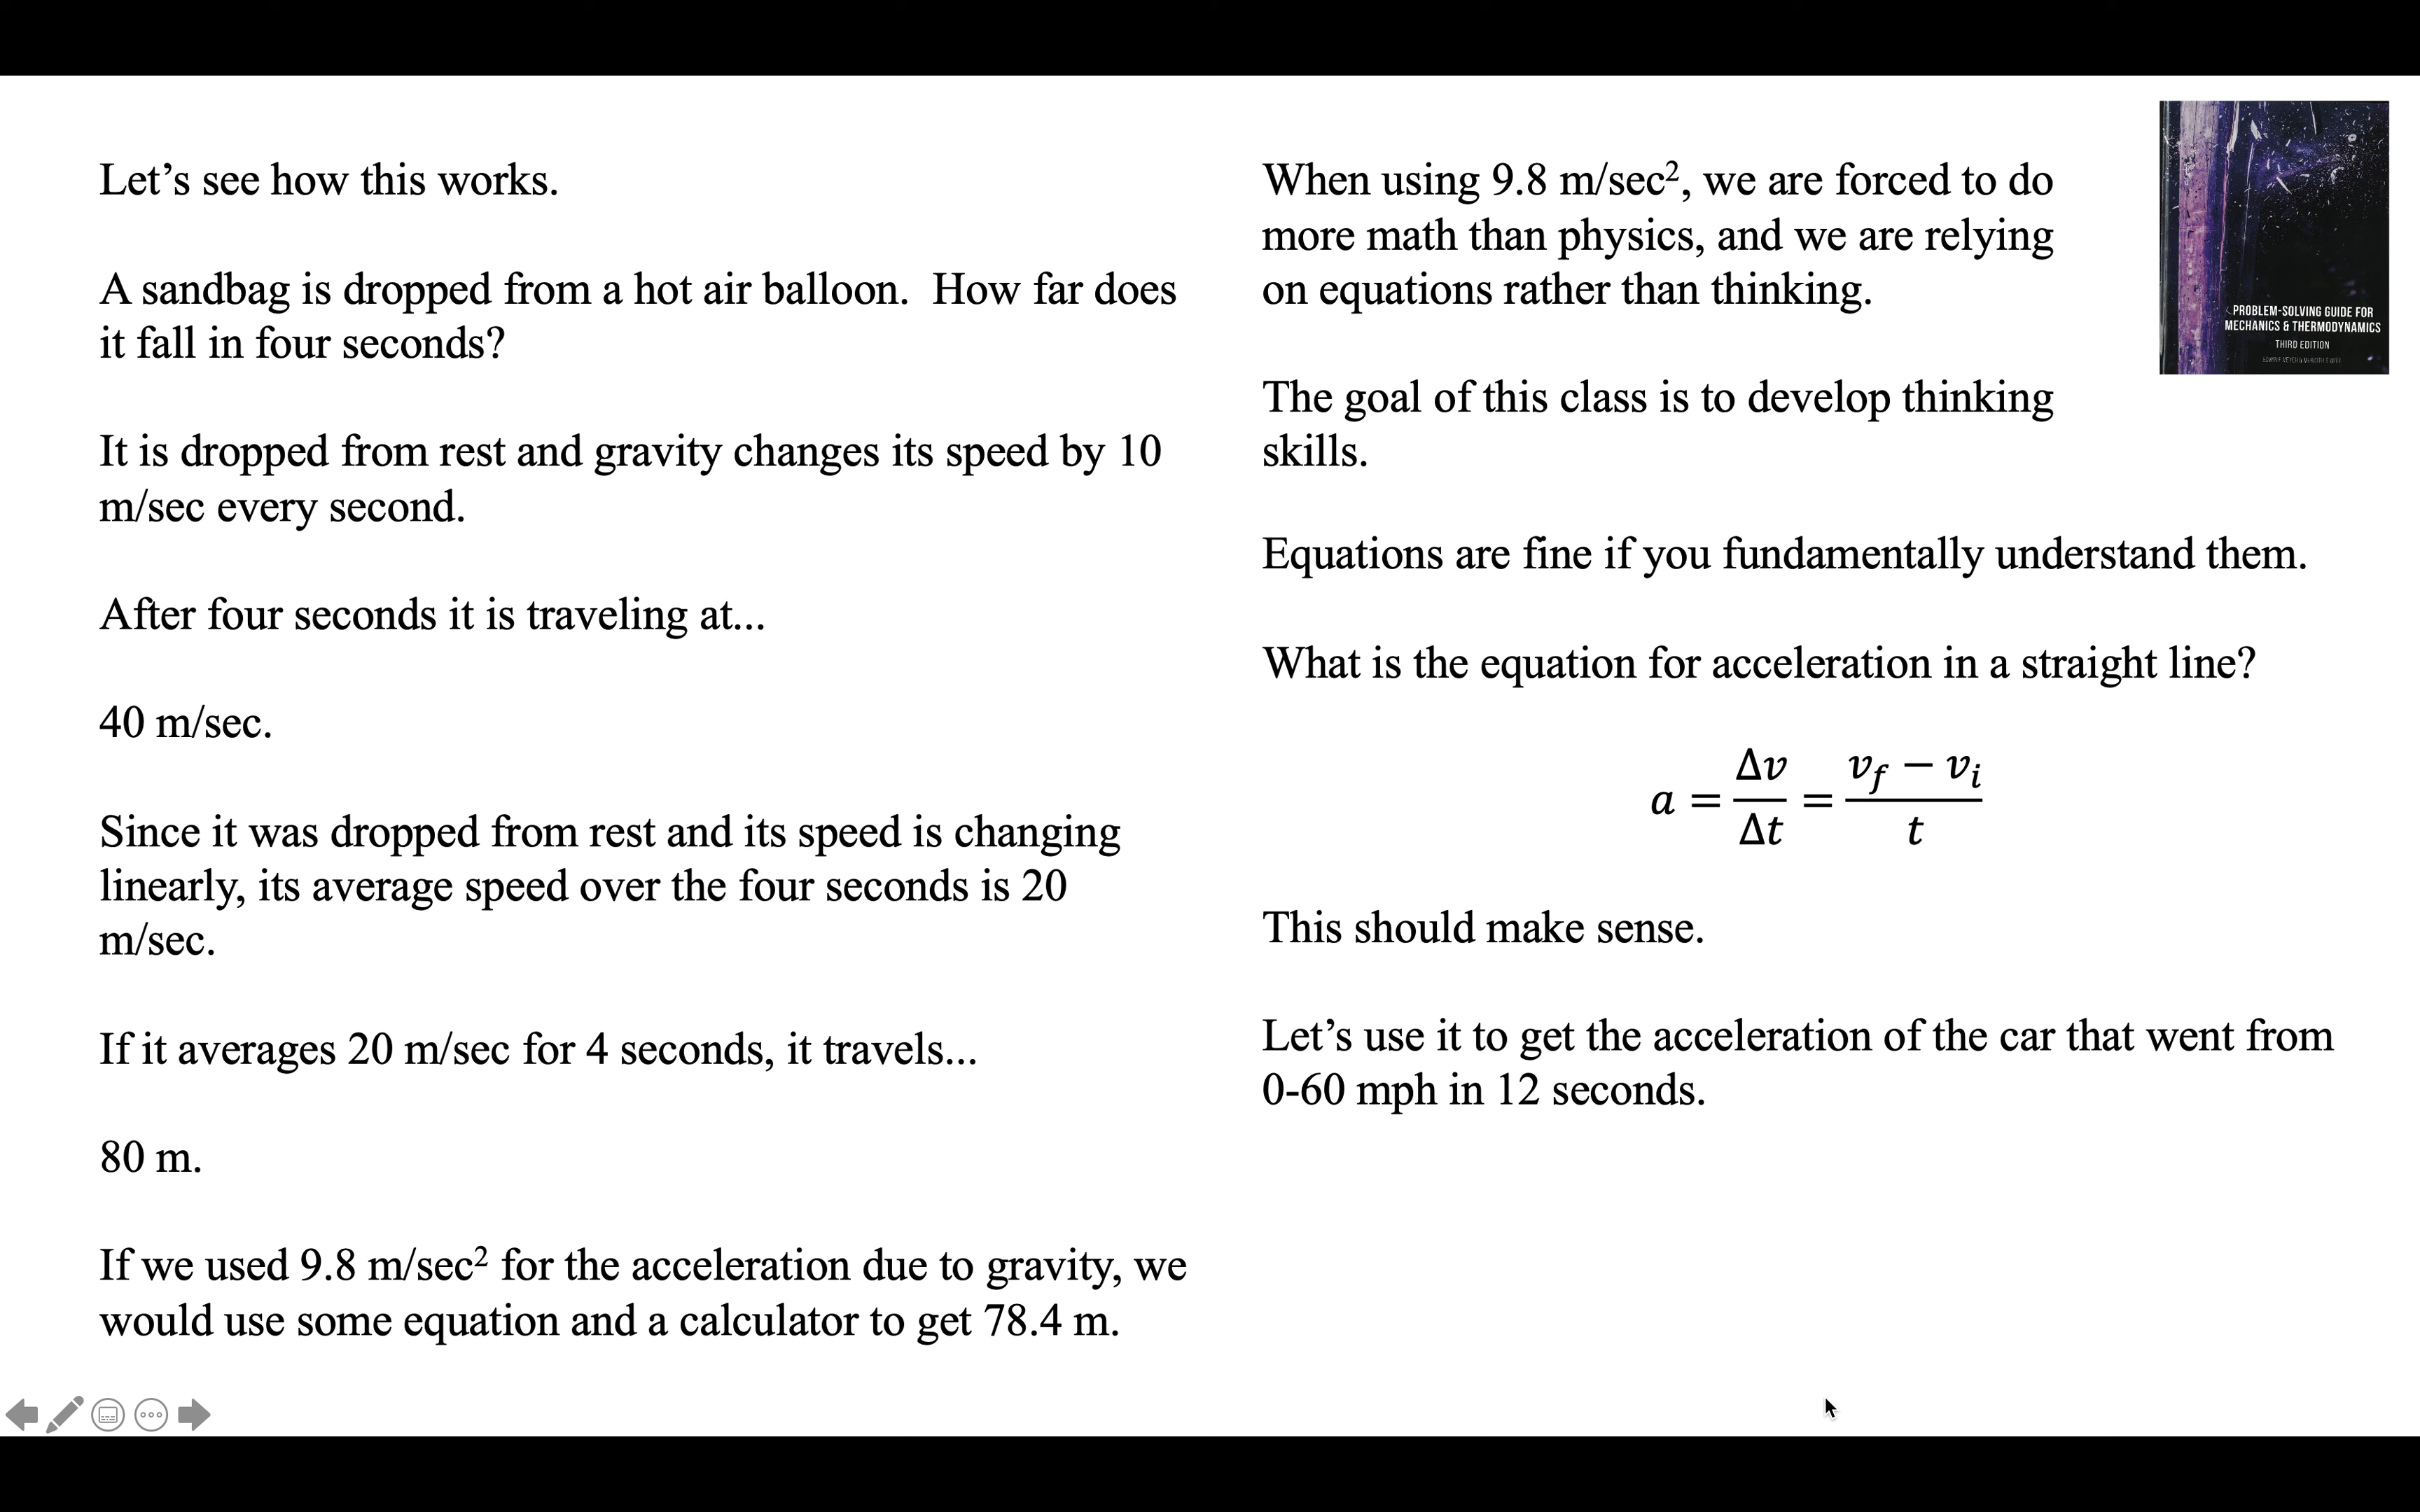 Let’s see how this works.
A sandbag is dropped from a hot air balloon.  How far does
it fall in four seconds?
It is dropped from rest and gravity changes its speed by 10
m/sec every second.
After four seconds it is traveling at...
40 m/sec.
Since it was dropped from rest and its speed is changing
linearly, its average speed over the four seconds is 20
m/sec.
If it averages 20 m/sec for 4 seconds, it travels...
80 m.
If we used 9.8 m/sec² for the acceleration due to gravity, we
would use some equation and a calculator to get 78.4 m.
When using 9.8 m/sec², we are forced to do
more math than physics, and we are relying
on equations rather than thinking.
The goal of this class is to develop thinking
skills.
Equations are fine if you fundamentally understand them.
What is the equation for acceleration in a straight line?
a = Δv/Δt = (v_f − v_i)/t
This should make sense.
Let’s use it to get the acceleration of the car that went from
0-60 mph in 12 seconds.
PROBLEM-SOLVING GUIDE FOR
MECHANICS & THERMODYNAMICS
THIRD EDITION